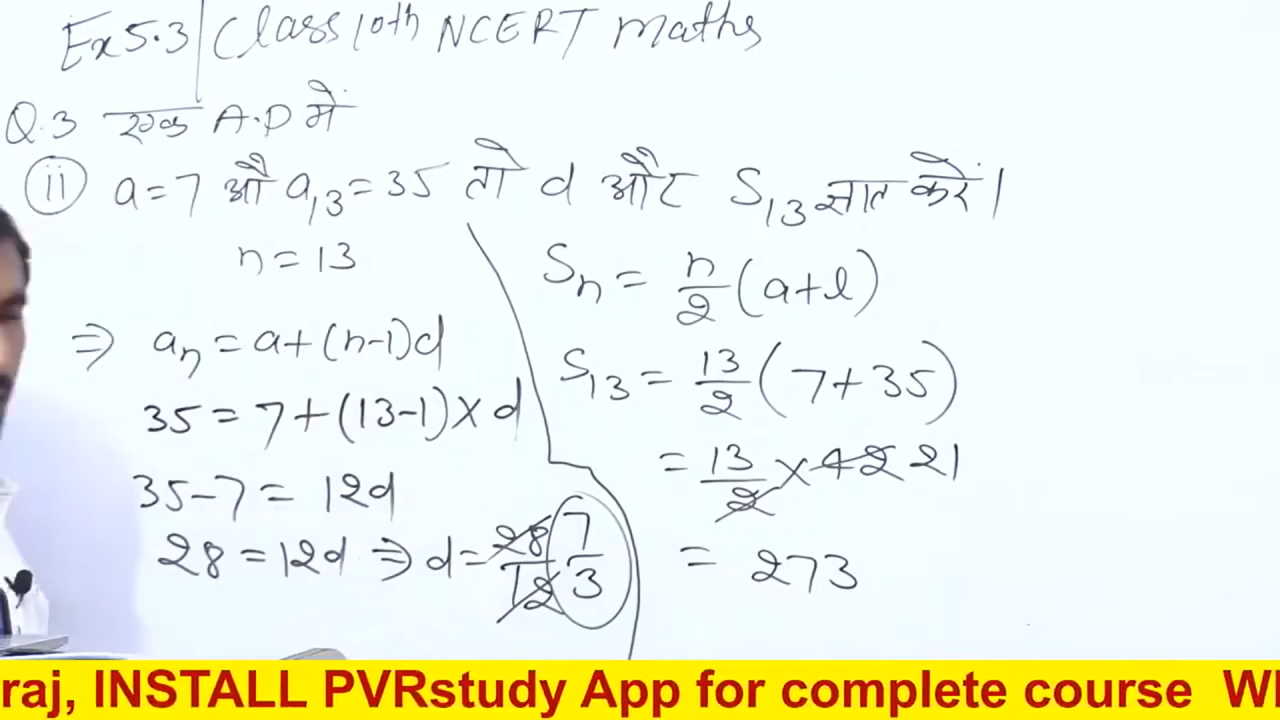 Ex 5.3 | Class 10th NCERT maths
Q.3 एक A.P में
(ii) a = 7 औ a₁₃ = 35 तो d और S₁₃ ज्ञात करें।
n = 13
⇒ aₙ = a + (n-1)d
35 = 7 + (13-1) × d
35 - 7 = 12d
28 = 12d ⇒ d = 28/12 7/3
Sₙ = n/2 (a + l)
S₁₃ = 13/2 (7 + 35)
= 13/2 × 42 21
= 273
raj, INSTALL PVRstudy App for complete course